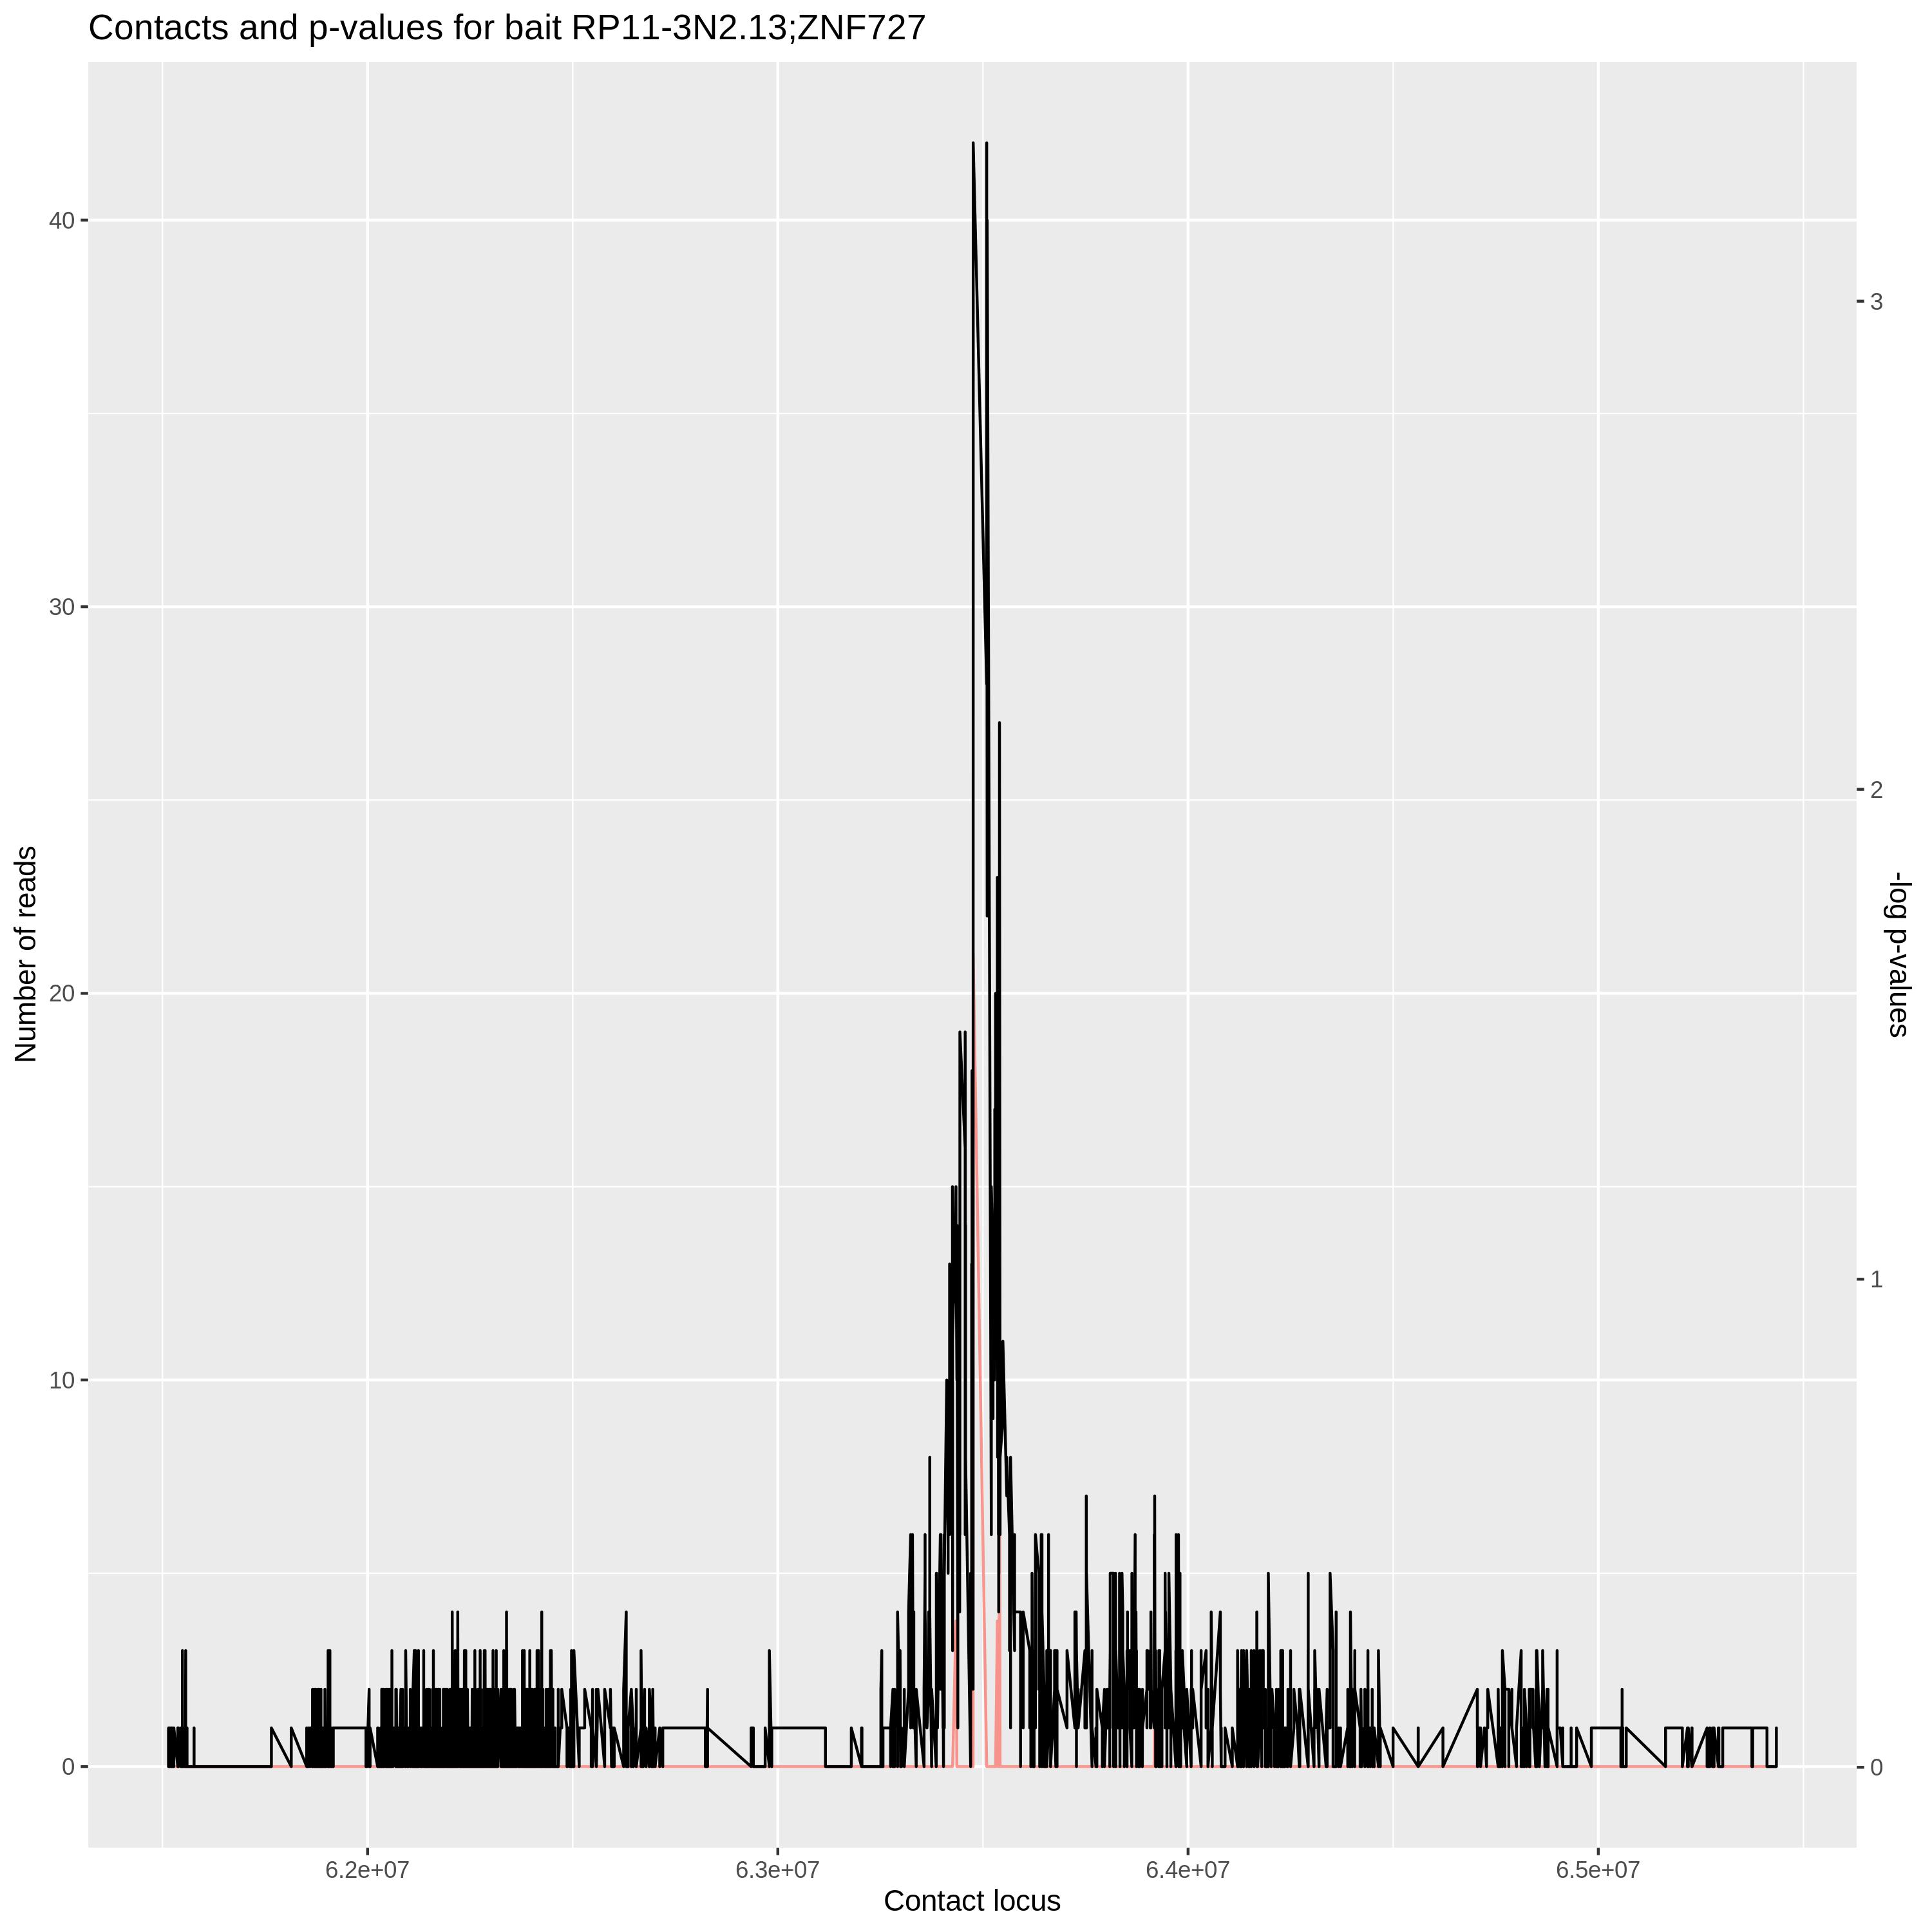 Contacts and p-values for bait RP11-3N2.13;ZNF727
40
30
20
10
0
Number of reads
3
2
1
0
-log p-values
6.2e+07
6.3e+07
6.4e+07
6.5e+07
Contact locus